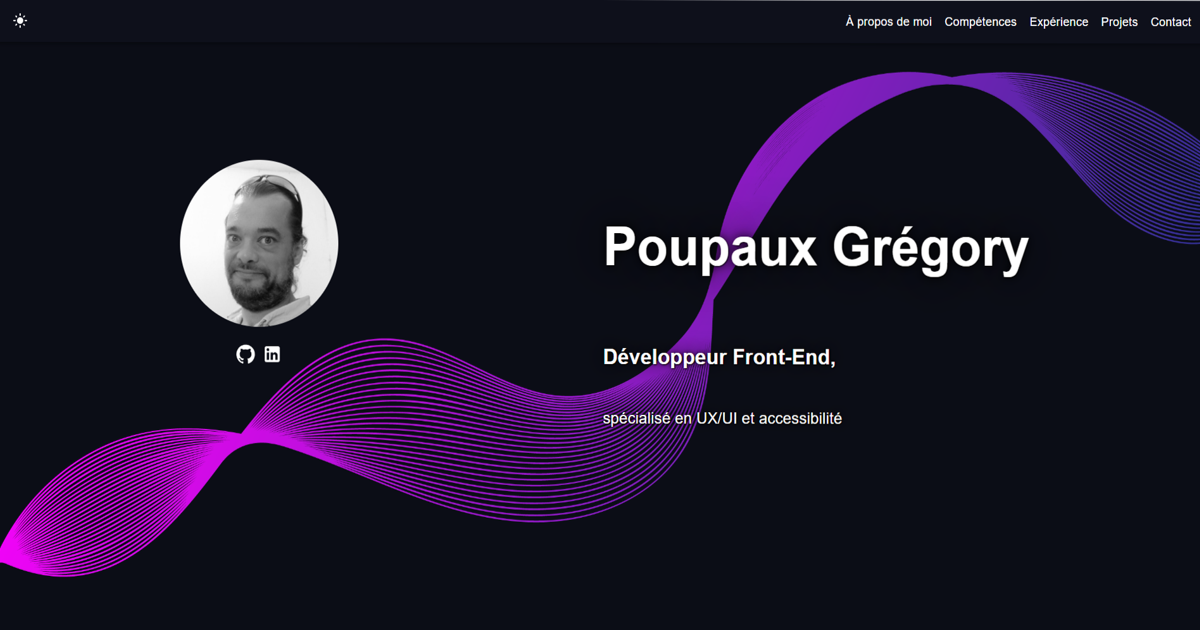 À propos de moi Compétences Expérience Projets Contact
Poupaux Grégory
Développeur Front-End,
spécialisé en UX/UI et accessibilité